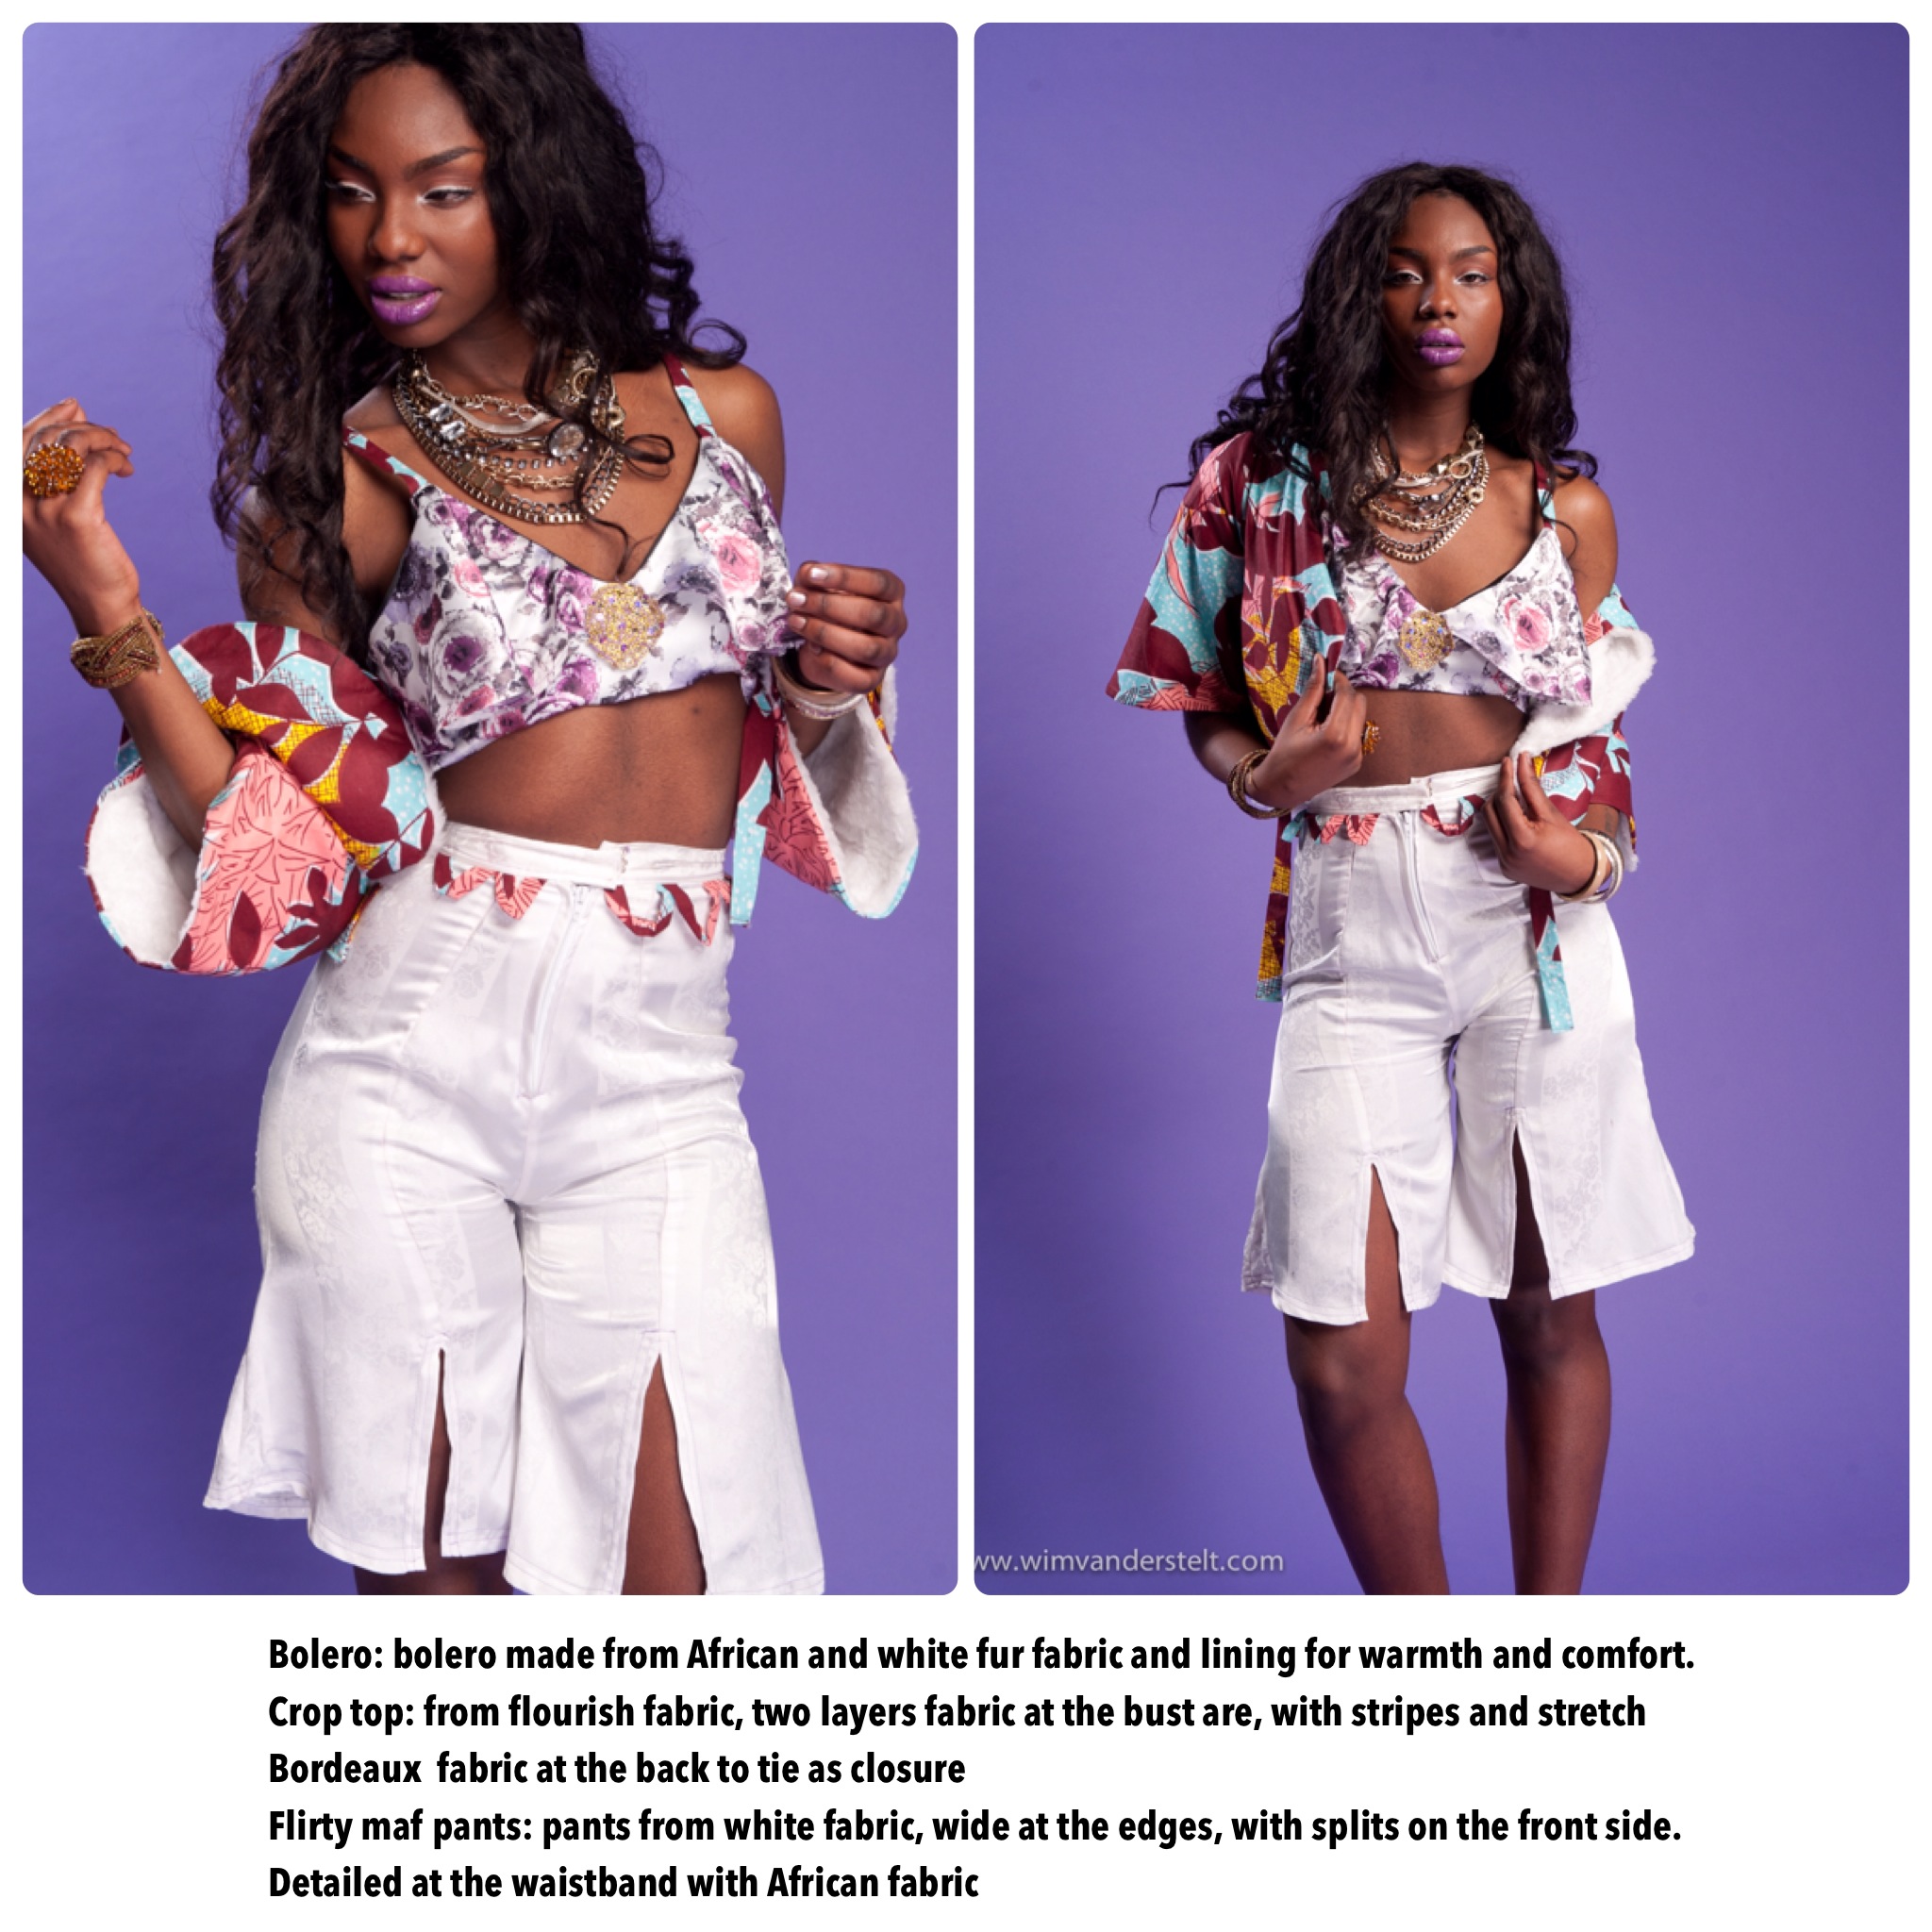 ww.wimvanderstelt.com
Bolero: bolero made from African and white fur fabric and lining for warmth and comfort.
Crop top: from flourish fabric, two layers fabric at the bust are, with stripes and stretch
Bordeaux  fabric at the back to tie as closure
Flirty maf pants: pants from white fabric, wide at the edges, with splits on the front side.
Detailed at the waistband with African fabric